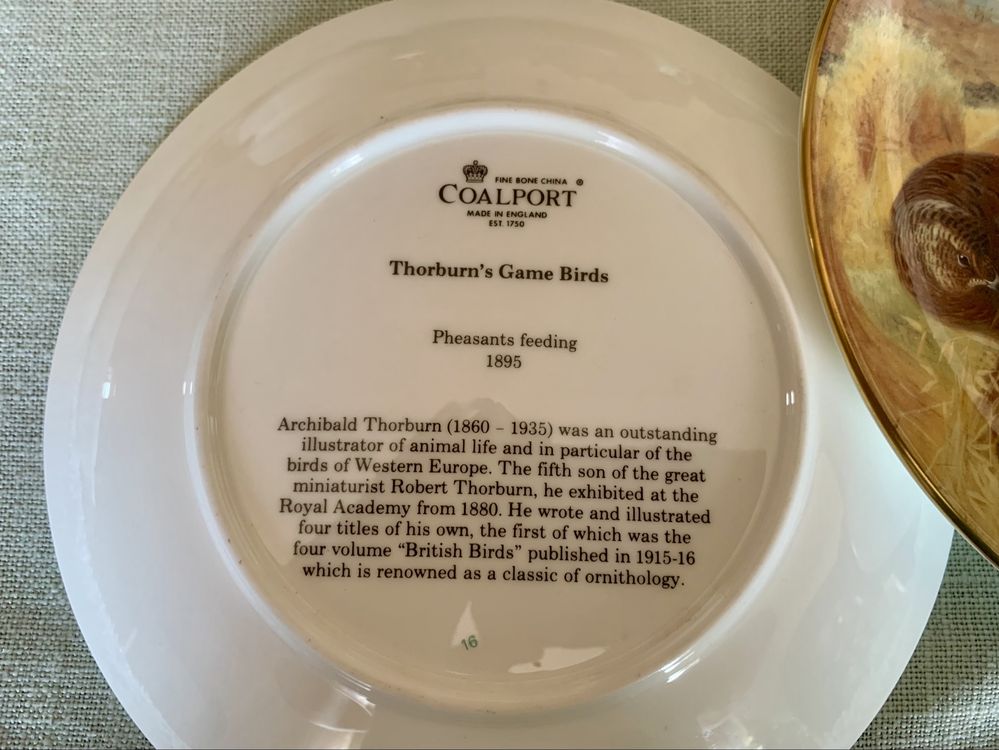 FINE BONE CHINA ®
COALPORT
MADE IN ENGLAND
EST. 1750
Thorburn's Game Birds
Pheasants feeding
1895
Archibald Thorburn (1860 – 1935) was an outstanding
illustrator of animal life and in particular of the
birds of Western Europe. The fifth son of the great
miniaturist Robert Thorburn, he exhibited at the
Royal Academy from 1880. He wrote and illustrated
four titles of his own, the first of which was the
four volume “British Birds” published in 1915-16
which is renowned as a classic of ornithology.
16